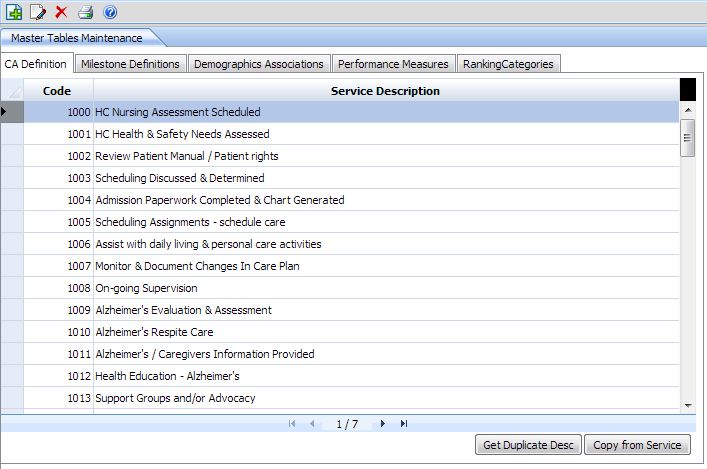 Master Tables Maintenance
CA Definition Milestone Definitions Demographics Associations Performance Measures RankingCategories
Code Service Description
1000 HC Nursing Assessment Scheduled
1001 HC Health & Safety Needs Assessed
1002 Review Patient Manual / Patient rights
1003 Scheduling Discussed & Determined
1004 Admission Paperwork Completed & Chart Generated
1005 Scheduling Assignments - schedule care
1006 Assist with daily living & personal care activities
1007 Monitor & Document Changes In Care Plan
1008 On-going Supervision
1009 Alzheimer's Evaluation & Assessment
1010 Alzheimer's Respite Care
1011 Alzheimer's / Caregivers Information Provided
1012 Health Education - Alzheimer's
1013 Support Groups and/or Advocacy
1 / 7
Get Duplicate Desc Copy from Service